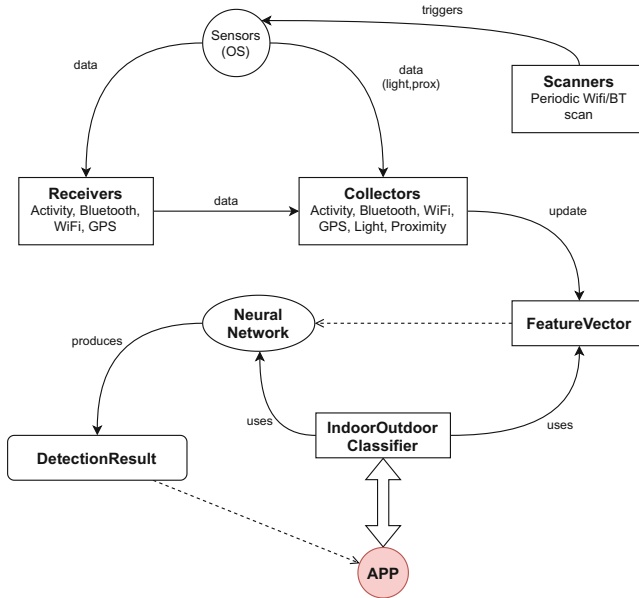 triggers
Sensors
(OS)
data
data
(light,prox)
Scanners
Periodic Wifi/BT
scan
Receivers
Activity, Bluetooth,
WiFi, GPS
data
Collectors
Activity, Bluetooth, WiFi,
GPS, Light, Proximity
update
Neural
Network
FeatureVector
produces
uses
IndoorOutdoor
Classifier
uses
DetectionResult
APP